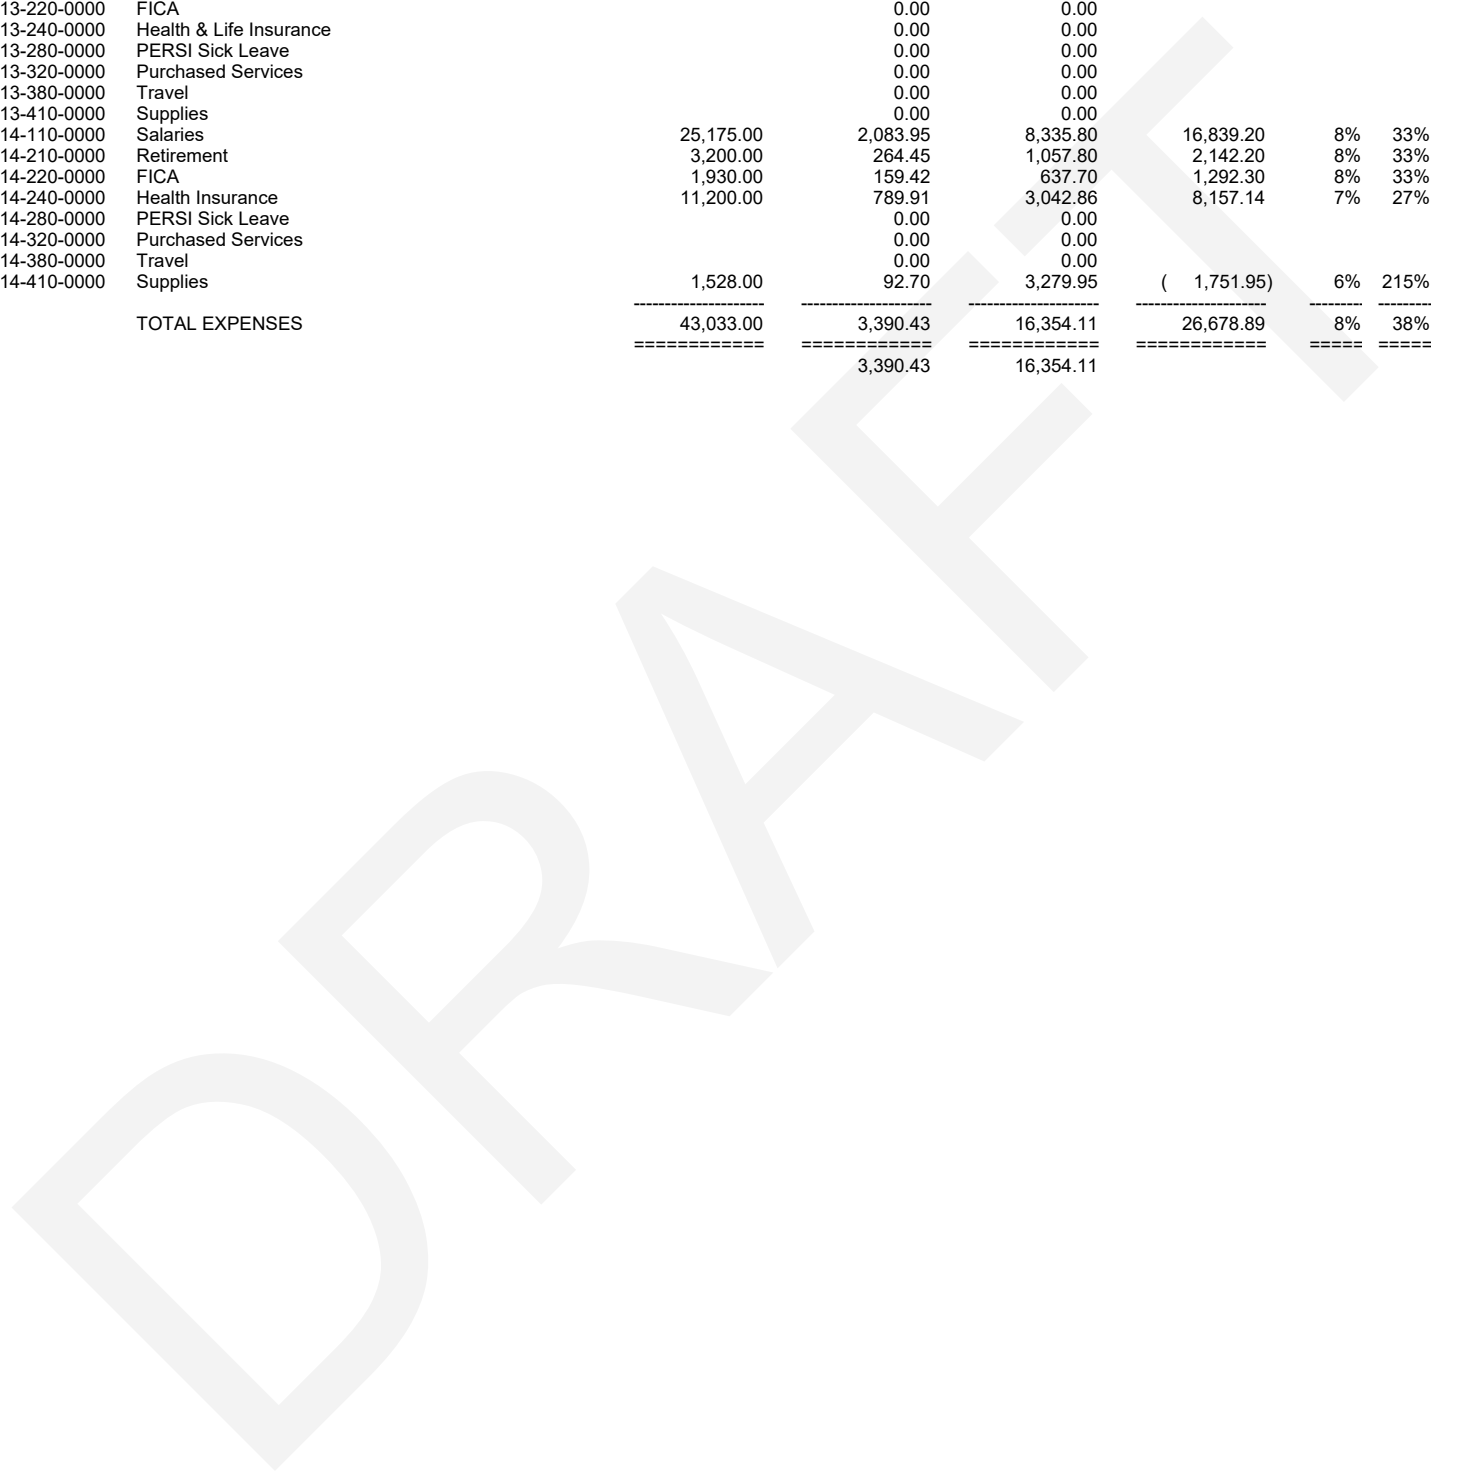 13-220-0000 FICA 0.00 0.00
13-240-0000 Health & Life Insurance 0.00 0.00
13-280-0000 PERSI Sick Leave 0.00 0.00
13-320-0000 Purchased Services 0.00 0.00
13-380-0000 Travel 0.00 0.00
13-410-0000 Supplies 0.00 0.00
14-110-0000 Salaries 25,175.00 2,083.95 8,335.80 16,839.20 8% 33%
14-210-0000 Retirement 3,200.00 264.45 1,057.80 2,142.20 8% 33%
14-220-0000 FICA 1,930.00 159.42 637.70 1,292.30 8% 33%
14-240-0000 Health Insurance 11,200.00 789.91 3,042.86 8,157.14 7% 27%
14-280-0000 PERSI Sick Leave 0.00 0.00
14-320-0000 Purchased Services 0.00 0.00
14-380-0000 Travel 0.00 0.00
14-410-0000 Supplies 1,528.00 92.70 3,279.95 ( 1,751.95) 6% 215%
--------------------- --------------------- --------------------- --------------------- -------- --------
TOTAL EXPENSES 43,033.00 3,390.43 16,354.11 26,678.89 8% 38%
============ ============ ============ ============ ===== =====
3,390.43 16,354.11
DRAFT